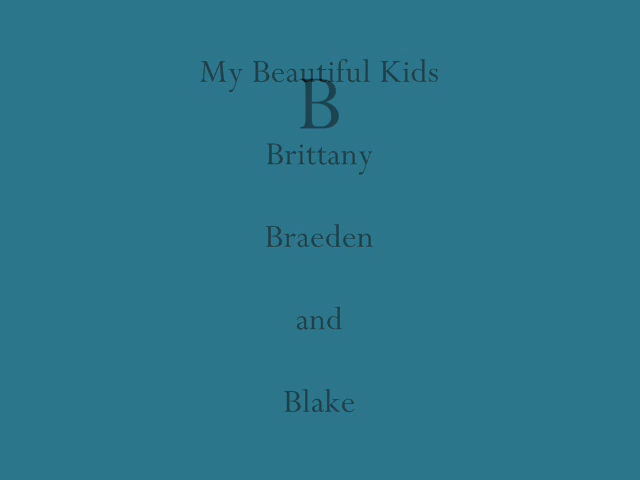 My Beautiful Kids
B
Brittany
Braeden
and
Blake